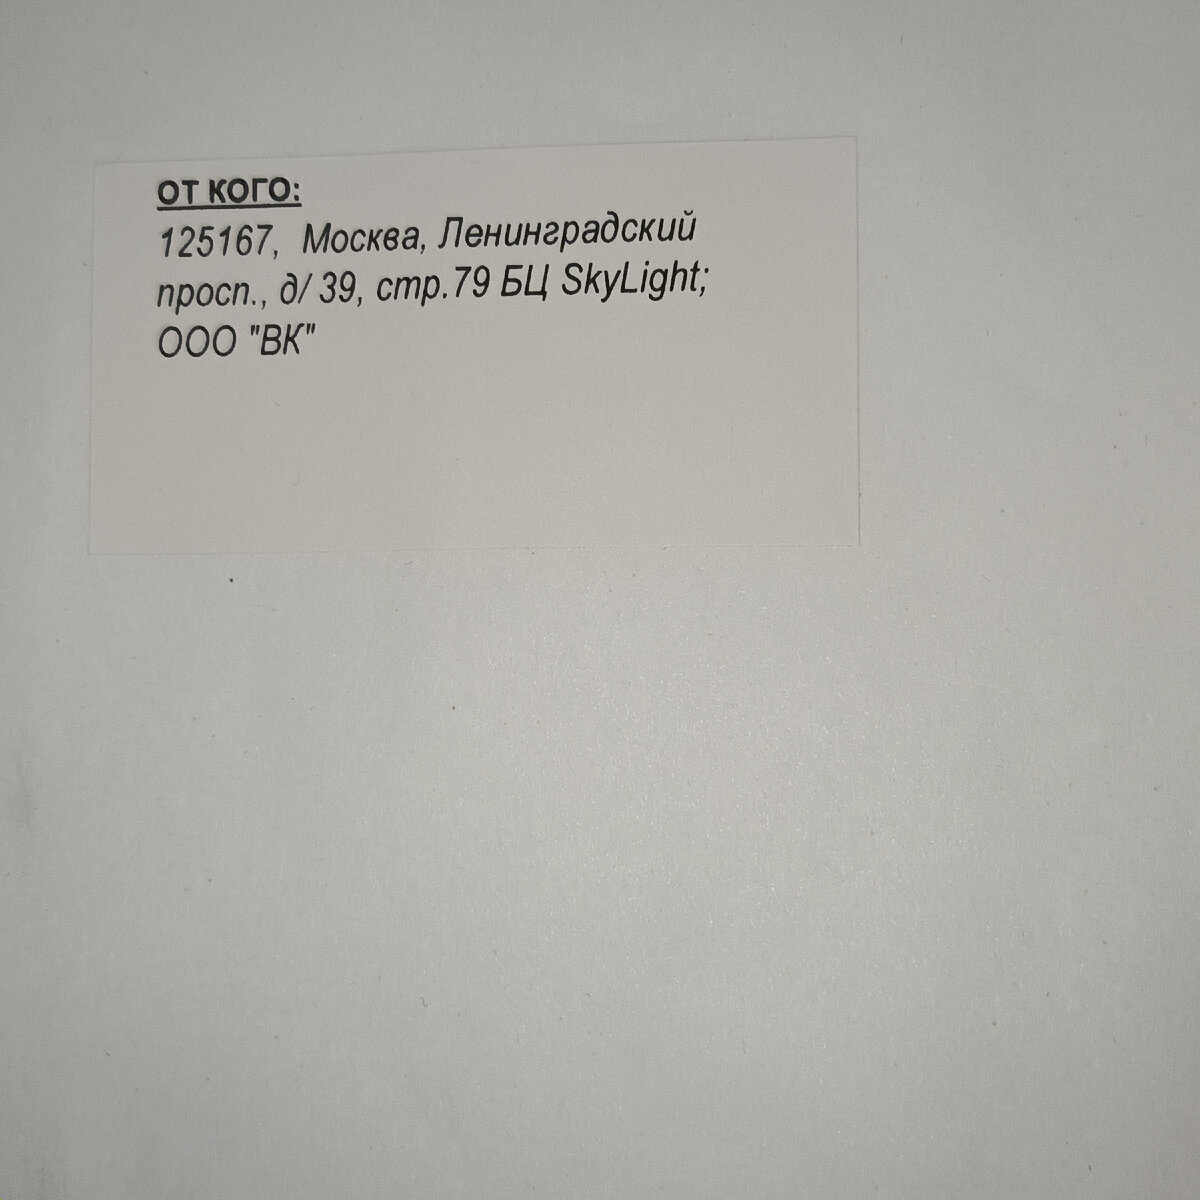 ОТ КОГО:
125167, Москва, Ленинградский
просп., д/ 39, стр.79 БЦ SkyLight;
ООО "ВК"